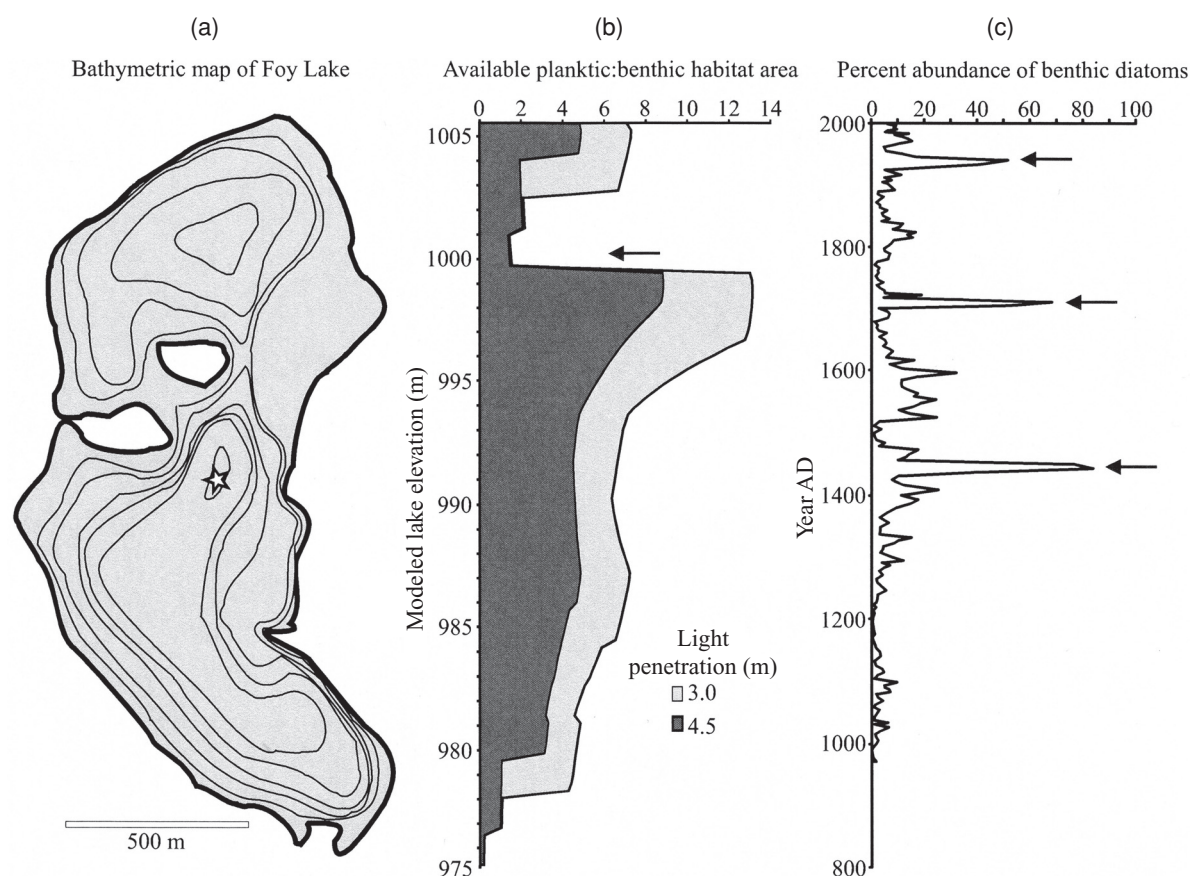 (a)
Bathymetric map of Foy Lake
500 m
(b)
Available planktic:benthic habitat area
0 2 4 6 8 10 12 14
1005
1000
995
990
985
980
975
Modeled lake elevation (m)
Light
penetration (m)
3.0
4.5
(c)
Percent abundance of benthic diatoms
0 20 40 60 80 100
2000
1800
1600
1400
1200
1000
800
Year AD